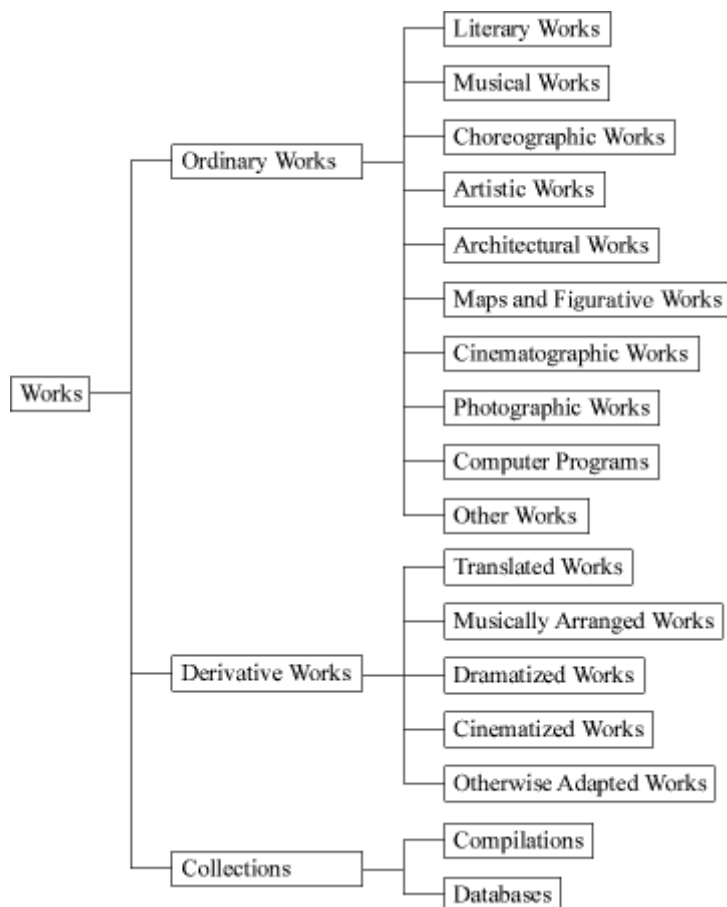 Literary Works
Musical Works
Choreographic Works
Ordinary Works
Artistic Works
Architectural Works
Maps and Figurative Works
Cinematographic Works
Works
Photographic Works
Computer Programs
Other Works
Translated Works
Musically Arranged Works
Derivative Works
Dramatized Works
Cinematized Works
Otherwise Adapted Works
Compilations
Collections
Databases